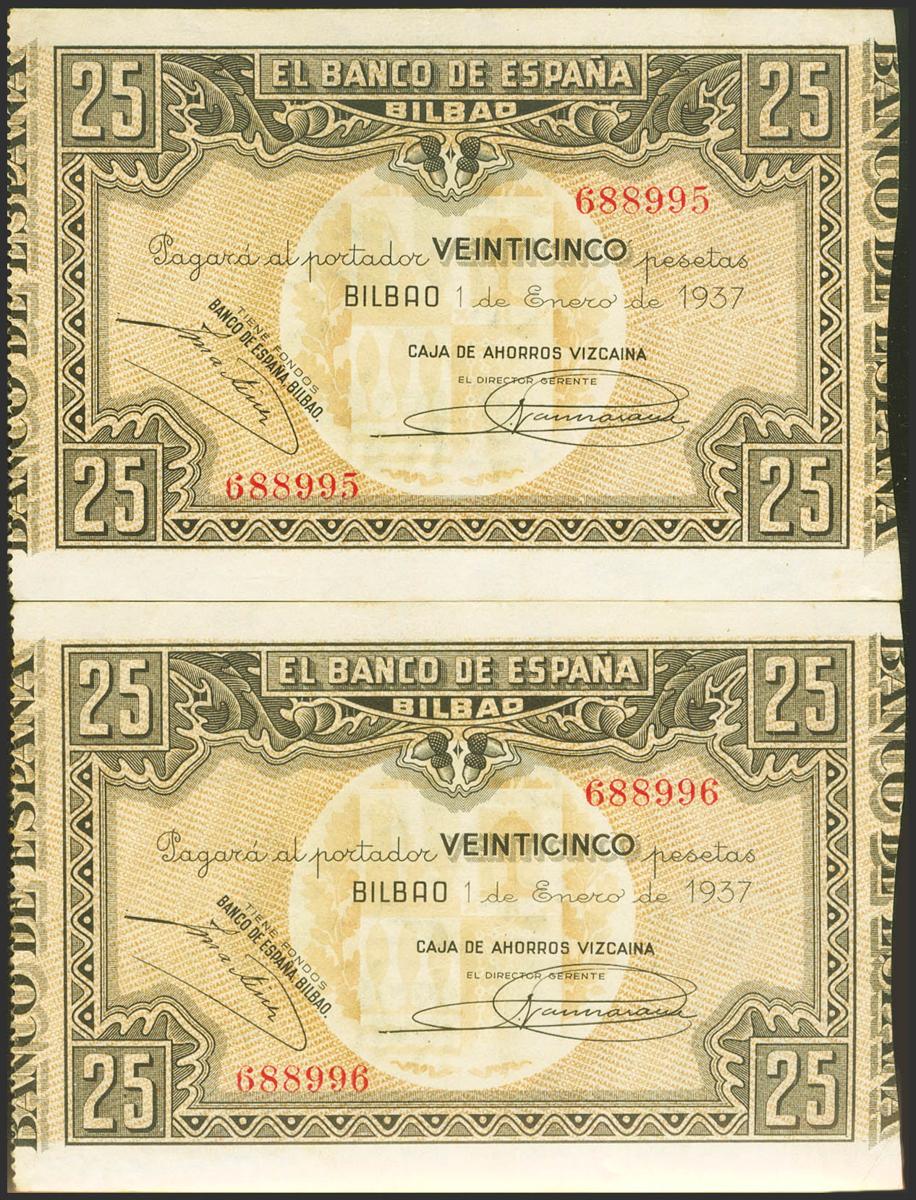 25 EL BANCO DE ESPAÑA 25
BILBAO
688995
Pagará al portador VEINTICINCO pesetas
BILBAO 1 de Enero de 1937
TIENE FONDOS
BANCO DE ESPAÑA. BILBAO.
CAJA DE AHORROS VIZCAINA
EL DIRECTOR GERENTE
688995
25 25
BANCO DE ESPAÑA
BANCO DE ESPAÑA
25 EL BANCO DE ESPAÑA 25
BILBAO
688996
Pagará al portador VEINTICINCO pesetas
BILBAO 1 de Enero de 1937
TIENE FONDOS
BANCO DE ESPAÑA. BILBAO.
CAJA DE AHORROS VIZCAINA
EL DIRECTOR GERENTE
688996
25 25
BANCO DE ESPAÑA
BANCO DE ESPAÑA